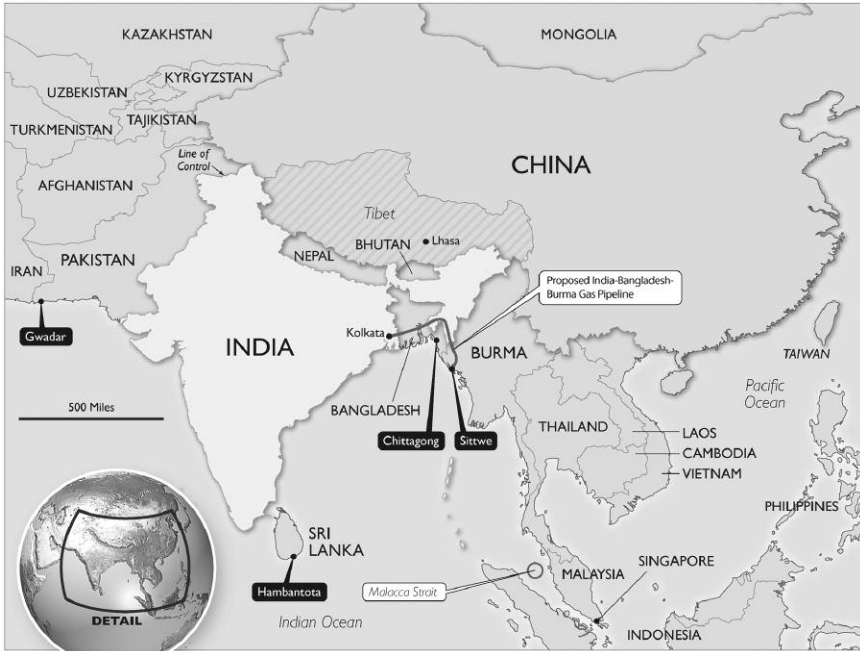 KAZAKHSTAN
MONGOLIA
UZBEKISTAN
KYRGYZSTAN
TURKMENISTAN
TAJIKISTAN
Line of
Control
CHINA
AFGHANISTAN
Tibet
Lhasa
BHUTAN
NEPAL
IRAN
PAKISTAN
Proposed India-Bangladesh-
Burma Gas Pipeline
Gwadar
Kolkata
INDIA
BURMA
TAIWAN
Pacific
Ocean
500 Miles
BANGLADESH
THAILAND
LAOS
Chittagong
Sittwe
CAMBODIA
VIETNAM
PHILIPPINES
SRI
LANKA
SINGAPORE
MALAYSIA
Hambantota
Malacca Strait
DETAIL
Indian Ocean
INDONESIA